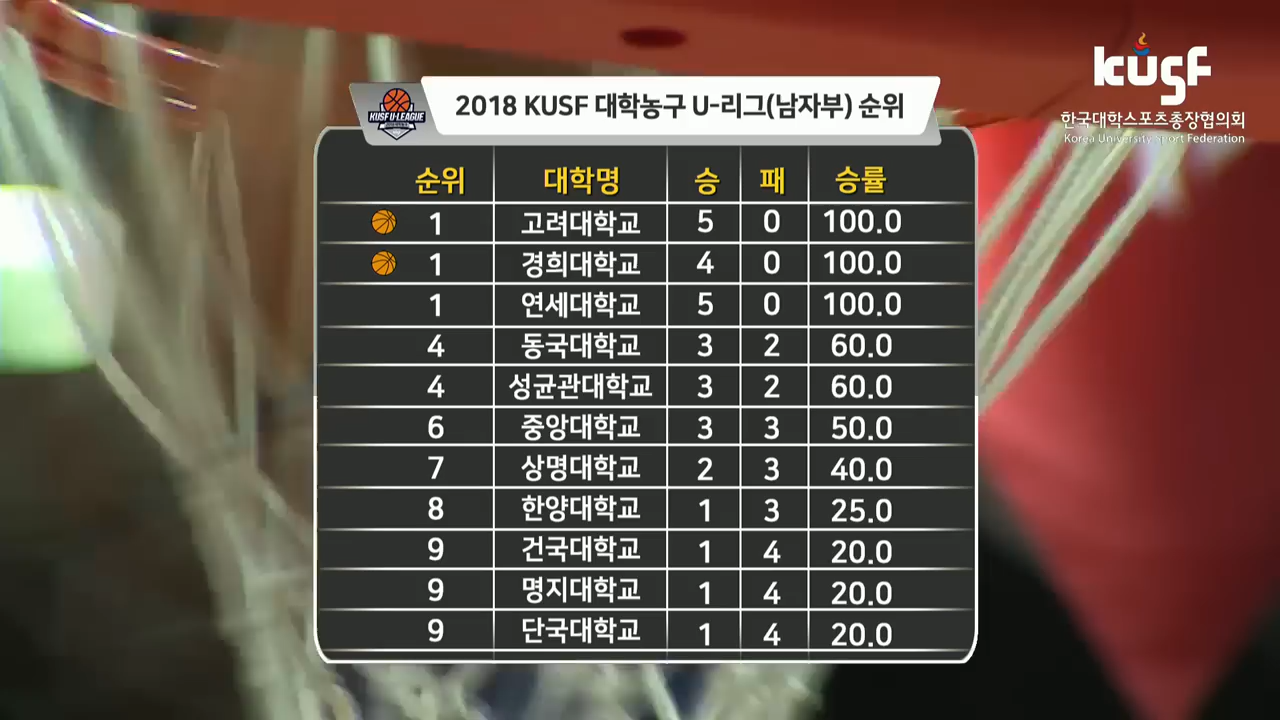 2018 KUSF 대학농구 U-리그(남자부) 순위
KUSF U-LEAGUE
kusf
한국대학스포츠총장협의회
Korea University Sport Federation
순위 대학명 승 패 승률
1 고려대학교 5 0 100.0
1 경희대학교 4 0 100.0
1 연세대학교 5 0 100.0
4 동국대학교 3 2 60.0
4 성균관대학교 3 2 60.0
6 중앙대학교 3 3 50.0
7 상명대학교 2 3 40.0
8 한양대학교 1 3 25.0
9 건국대학교 1 4 20.0
9 명지대학교 1 4 20.0
9 단국대학교 1 4 20.0